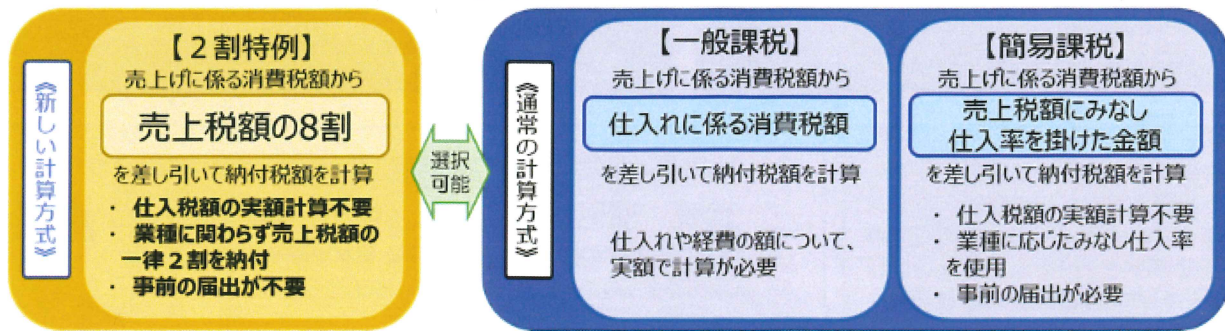 《新しい計算方式》
【２割特例】
売上げに係る消費税額から
売上税額の8割
を差し引いて納付税額を計算
・ 仕入税額の実額計算不要
・ 業種に関わらず売上税額の
一律２割を納付
・ 事前の届出が不要
選択
可能
《通常の計算方式》
【一般課税】
売上げに係る消費税額から
仕入れに係る消費税額
を差し引いて納付税額を計算
仕入れや経費の額について、
実額で計算が必要
【簡易課税】
売上げに係る消費税額から
売上税額にみなし
仕入率を掛けた金額
を差し引いて納付税額を計算
・ 仕入税額の実額計算不要
・ 業種に応じたみなし仕入率
を使用
・ 事前の届出が必要